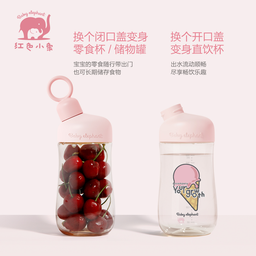 Baby elephant
红色小象
换个闭口盖变身
零食杯 / 储物罐
宝宝的零食随行带出门
也可长期储存食物
换个开口盖
变身直饮杯
出水流动顺畅
尽享畅饮乐趣
Baby elephant
Baby elephant